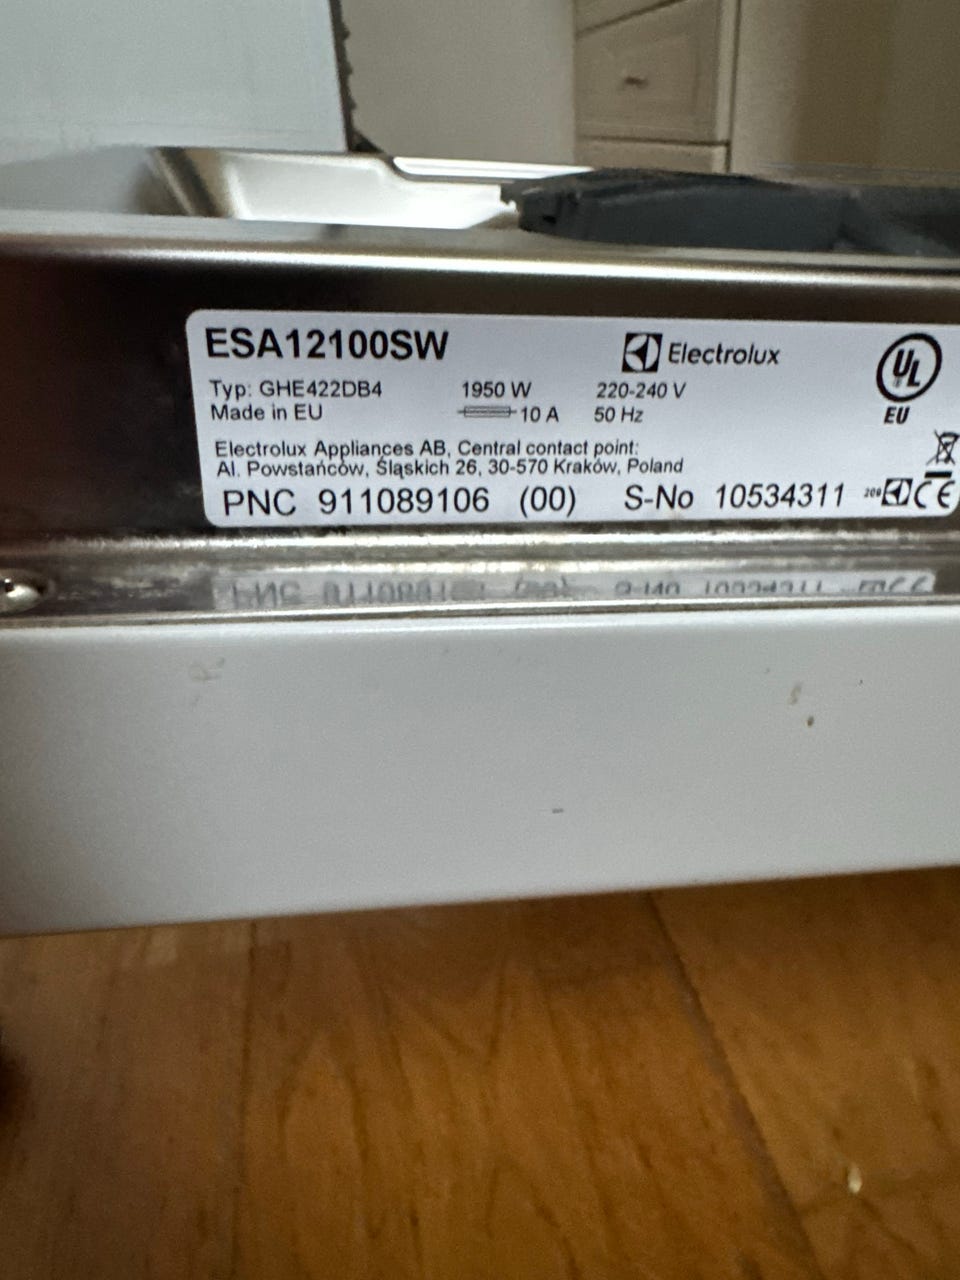 ESA12100SW
Electrolux
UL
EU
Typ: GHE422DB4 1950 W 220-240 V
Made in EU 10 A 50 Hz
Electrolux Appliances AB, Central contact point:
Al. Powstańców, Śląskich 26, 30-570 Kraków, Poland
PNC 911089106 (00) S-No 10534311
CE